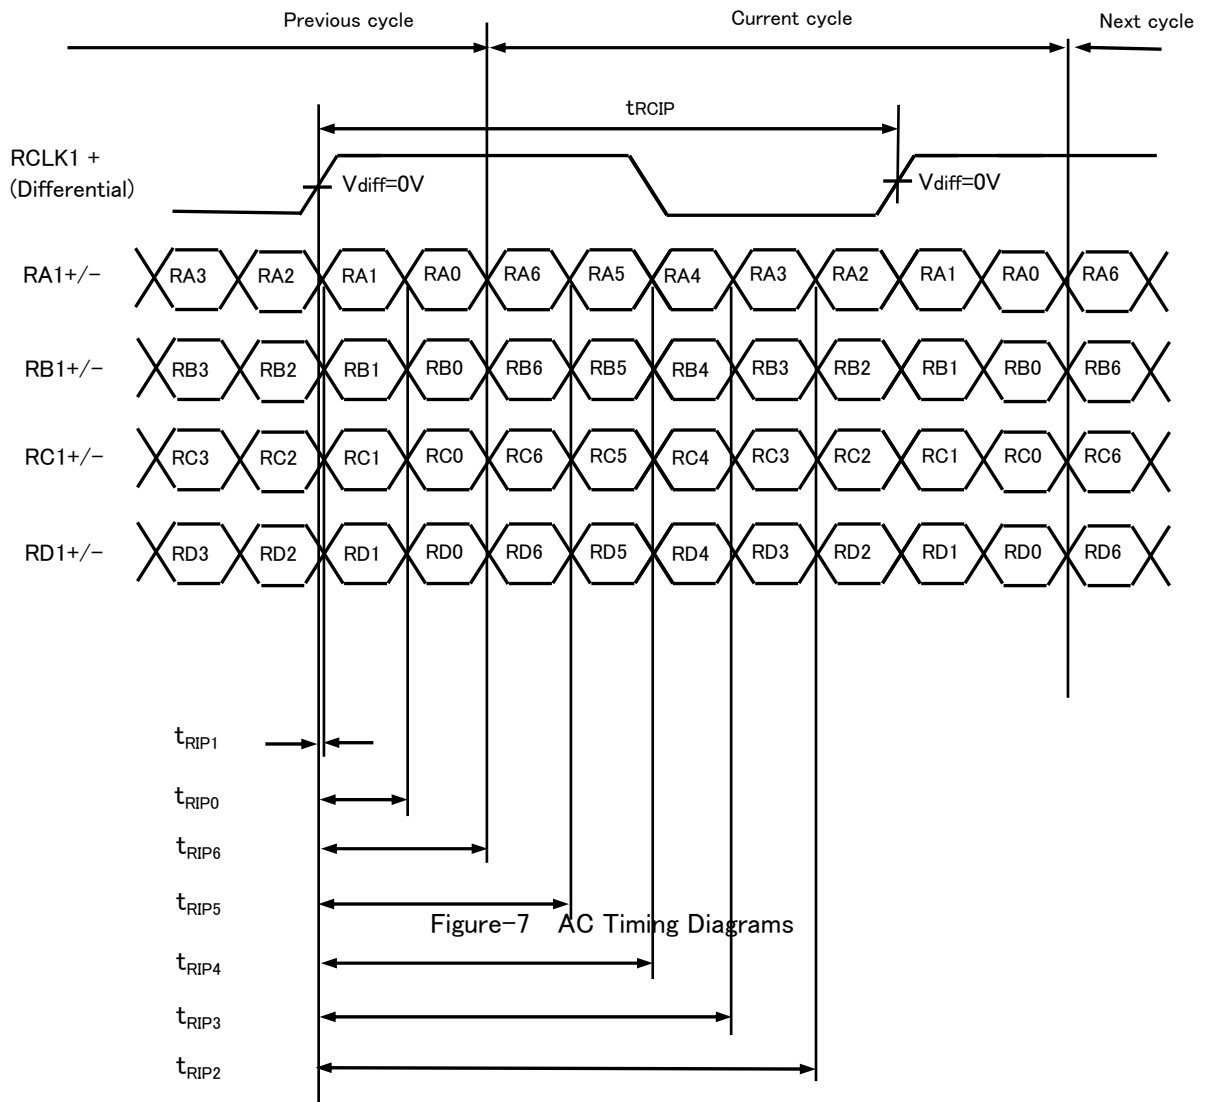 Previous cycle Current cycle Next cycle
tRCIP
RCLK1 +
(Differential)
Vdiff=0V Vdiff=0V
RA1+/- RA3 RA2 RA1 RA0 RA6 RA5 RA4 RA3 RA2 RA1 RA0 RA6
RB1+/- RB3 RB2 RB1 RB0 RB6 RB5 RB4 RB3 RB2 RB1 RB0 RB6
RC1+/- RC3 RC2 RC1 RC0 RC6 RC5 RC4 RC3 RC2 RC1 RC0 RC6
RD1+/- RD3 RD2 RD1 RD0 RD6 RD5 RD4 RD3 RD2 RD1 RD0 RD6
tRIP1
tRIP0
tRIP6
tRIP5
Figure-7 AC Timing Diagrams
tRIP4
tRIP3
tRIP2